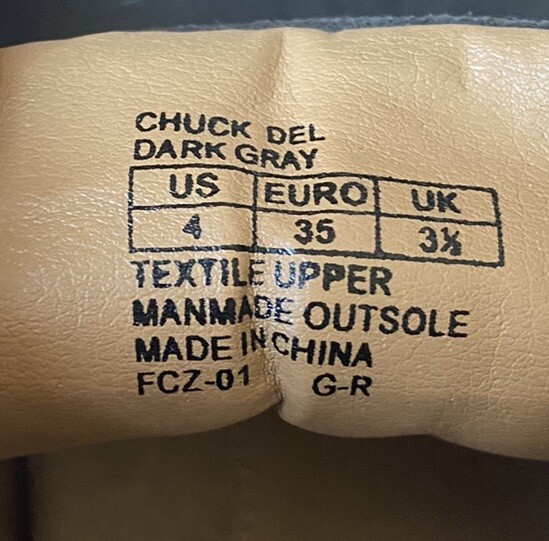 CHUCK DEL
DARK GRAY
US EURO UK
4 35 3½
TEXTILE UPPER
MANMADE OUTSOLE
MADE IN CHINA
FCZ-01 G-R